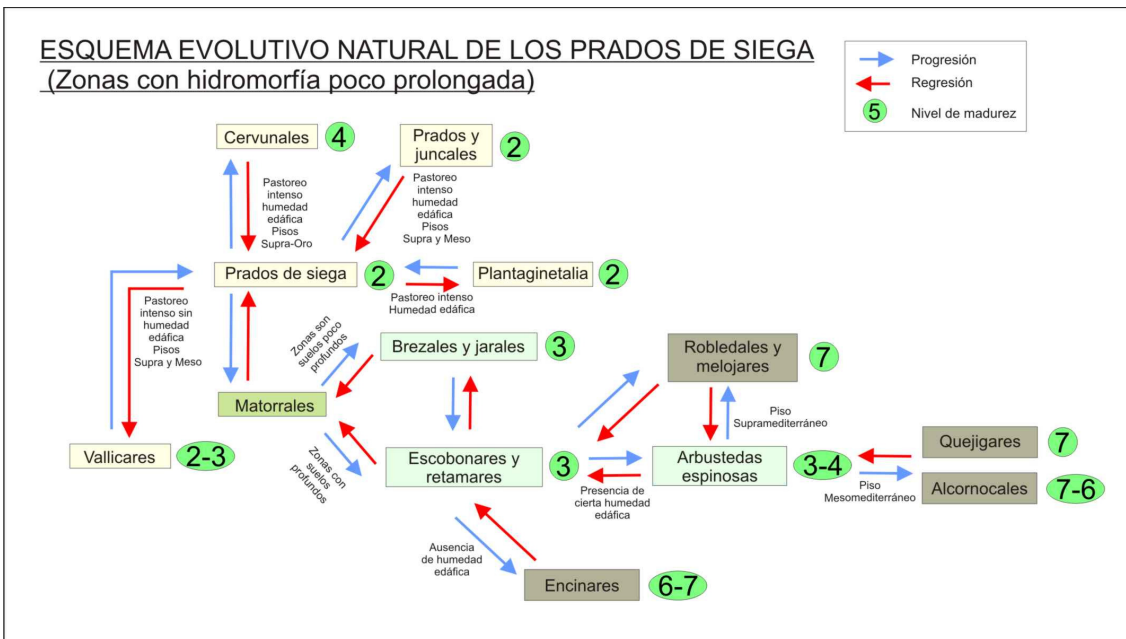 ESQUEMA EVOLUTIVO NATURAL DE LOS PRADOS DE SIEGA
(Zonas con hidromorfía poco prolongada)
Progresión
Regresión
5 Nivel de madurez
Cervunales 4
Prados y
juncales
2
Pastoreo
intenso
humedad
edáfica
Pisos
Supra-Oro
Pastoreo
intenso
humedad
edáfica
Pisos
Supra y Meso
Prados de siega 2
Plantaginetalia 2
Pastoreo intenso
Humedad edáfica
Pastoreo
intenso sin
humedad
edáfica
Pisos
Supra y Meso
Zonas son
suelos poco
profundos
Brezales y jarales 3
Robledales y
melojares
7
Matorrales
Piso
Supramediterráneo
Vallicares 2-3
Zonas con
suelos
profundos
Escobonares y
retamares
3
Arbustedas
espinosas
3-4
Quejigares 7
Presencia de
cierta humedad
edáfica
Piso
Mesomediterráneo
Alcornocales 7-6
Ausencia
de humedad
edáfica
Encinares 6-7